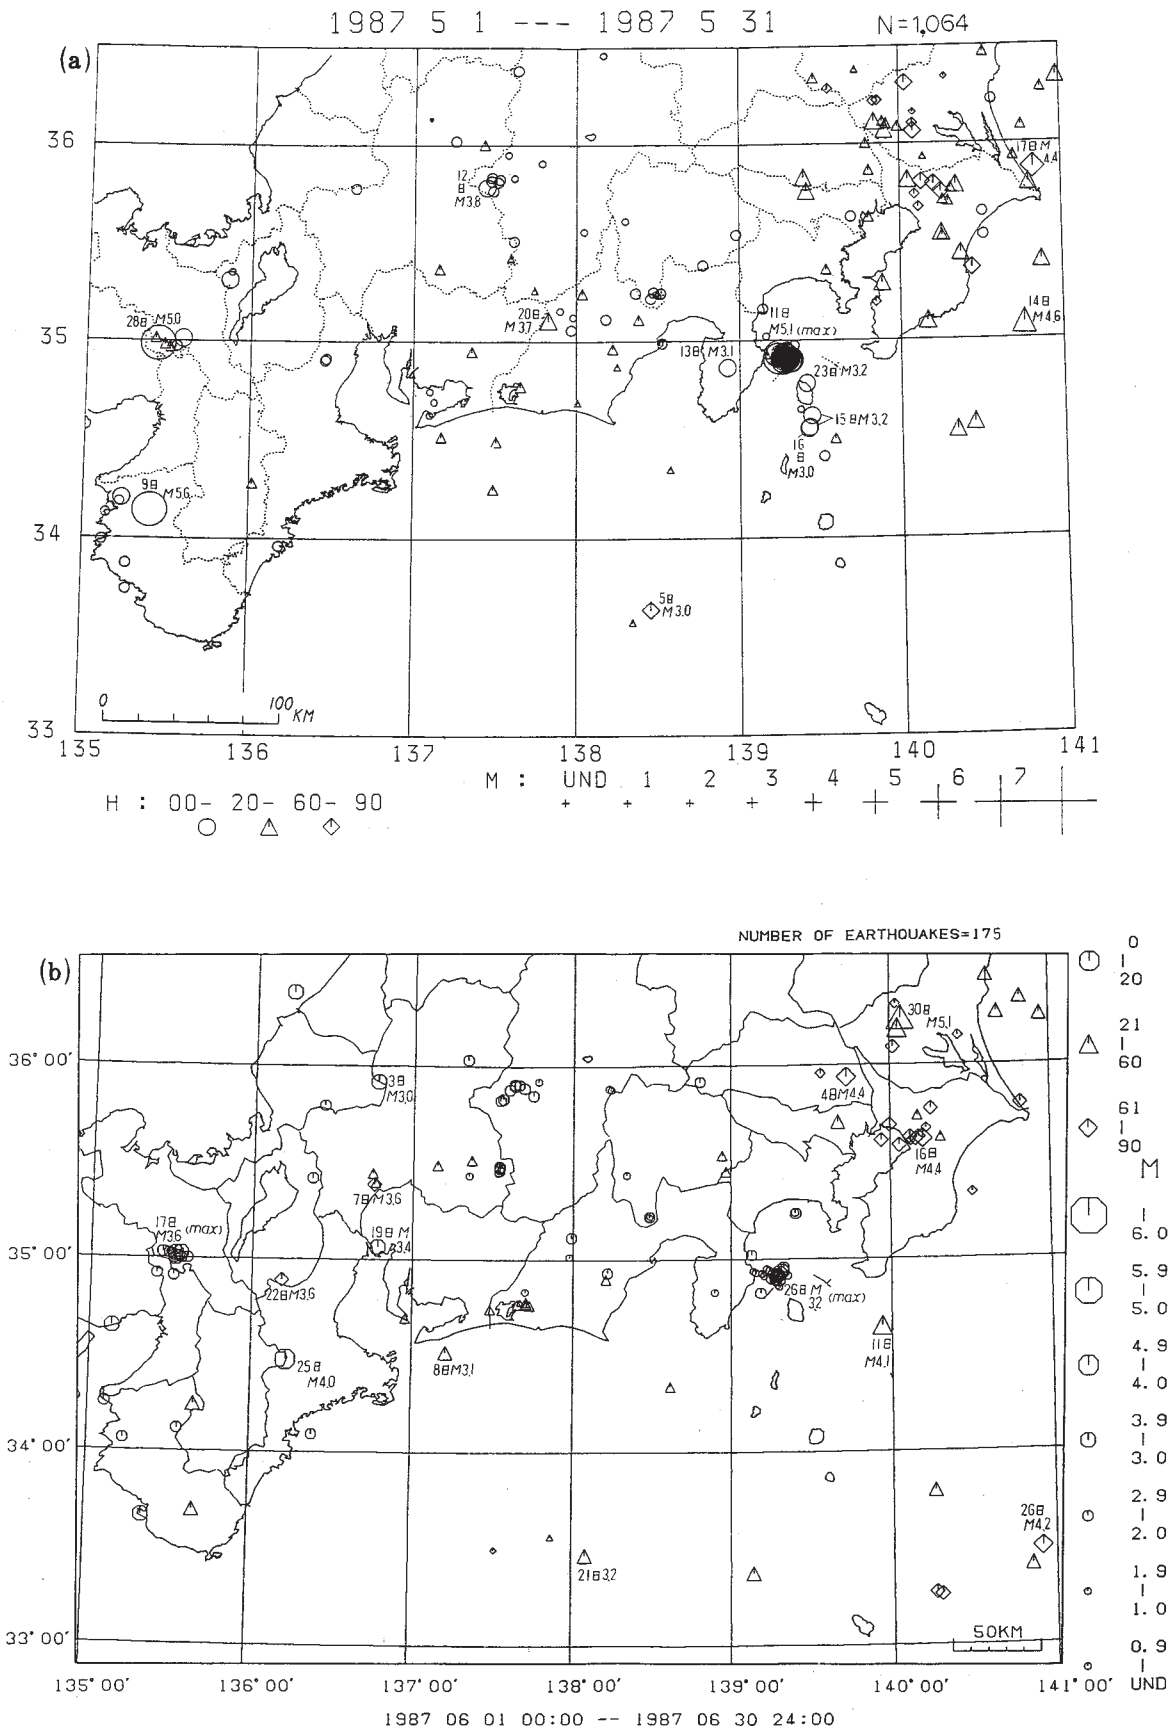 1987 5 1 --- 1987 5 31
N=1,064
(a)
36
17日 M
4.4
12
日
M3.8
28日 M5.0
20日
M3.7
11日
M5.1 (max)
14日
M4.6
35
13日 M3.1
23日 M3.2
15日 M3.2
16
日
M3.0
9日
M5.6
34
5日
M3.0
0 100
KM
33
135 136 137 138 139 140 141
M : UND 1 2 3 4 5 6 7
H : 00- 20- 60- 90
NUMBER OF EARTHQUAKES=175
(b)
0
20
30日
M5.1
21
60
36°00'
3日
M3.0
4日M4.4
61
90
16日
M4.4
M
7日M3.6
17日
M3.6 (max)
19日 M
3.4
6.0
35°00'
22日M3.6
26日 M
3.2 (max)
5.9
5.0
11日
M4.1
25日
M4.0
8日M3.1
4.9
4.0
34°00'
3.9
3.0
26日
M4.2
2.9
2.0
21日3.2
1.9
1.0
33°00'
50KM
0.9
UND
135°00' 136°00' 137°00' 138°00' 139°00' 140°00' 141°00'
1987 06 01 00:00 -- 1987 06 30 24:00